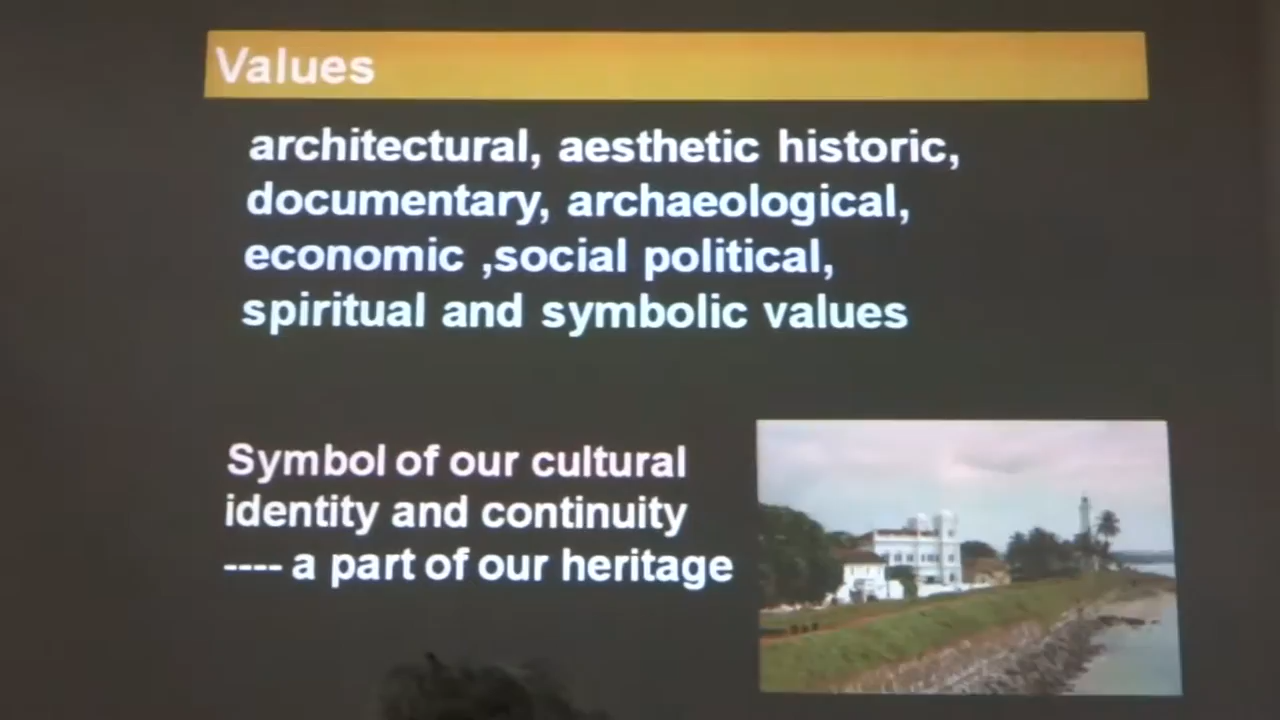 Values
architectural, aesthetic historic,
documentary, archaeological,
economic ,social political,
spiritual and symbolic values
Symbol of our cultural
identity and continuity
---- a part of our heritage